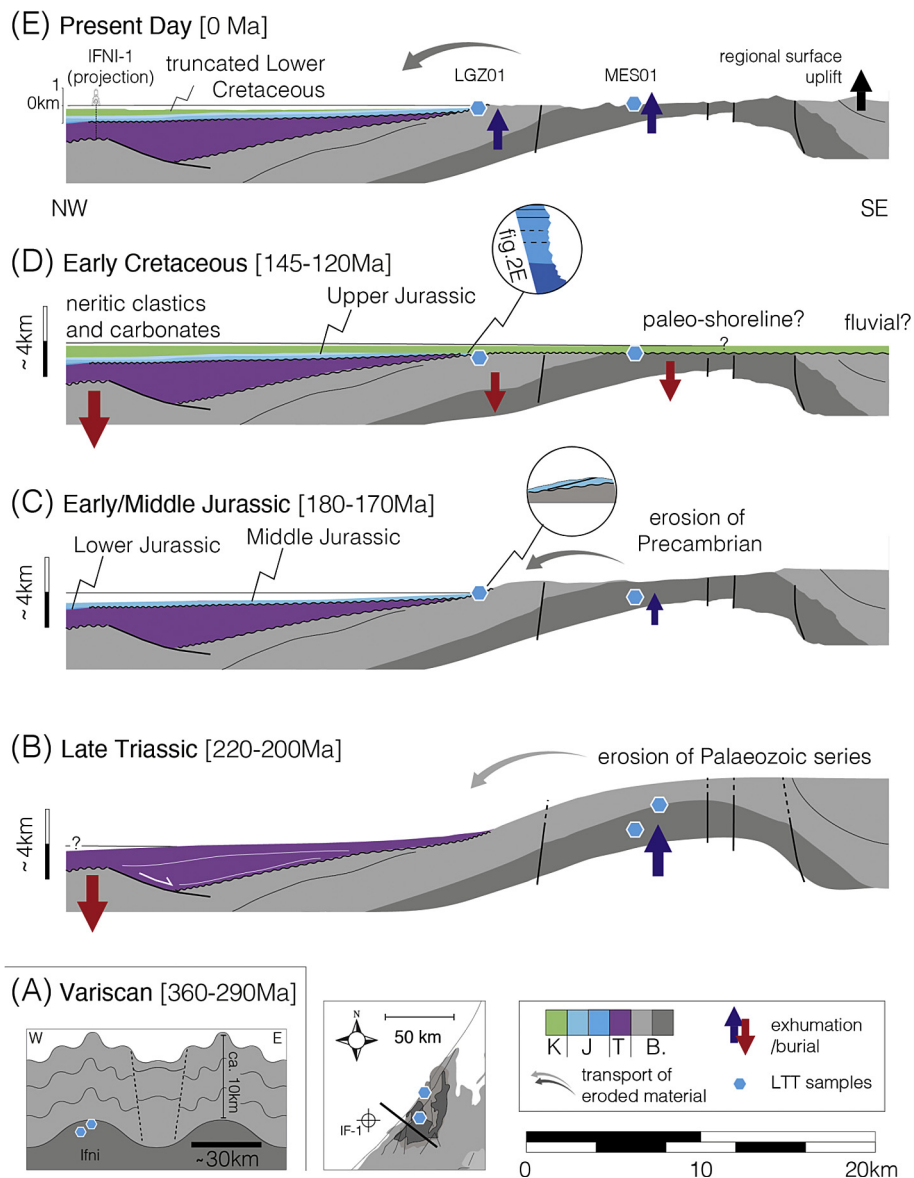 (E) Present Day [0 Ma]
IFNI-1
(projection)
truncated Lower
Cretaceous
LGZ01
MES01
regional surface
uplift
1
0km
NW
SE
fig.2E
(D) Early Cretaceous [145-120Ma]
neritic clastics
and carbonates
Upper Jurassic
paleo-shoreline?
?
fluvial?
~ 4km
(C) Early/Middle Jurassic [180-170Ma]
Lower Jurassic
Middle Jurassic
erosion of
Precambrian
~ 4km
(B) Late Triassic [220-200Ma]
erosion of Palaeozoic series
?
~ 4km
(A) Variscan [360-290Ma]
W
E
ca. 10km
Ifni
~30km
N
50 km
IF-1
K J T B.
exhumation
/burial
transport of
eroded material
LTT samples
0 10 20km